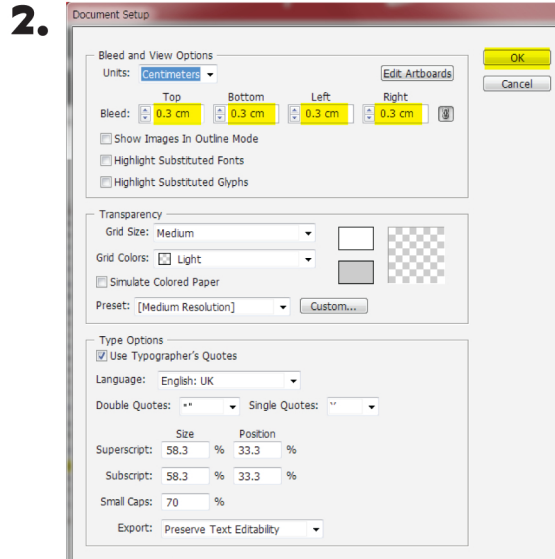 2.
Document Setup
Bleed and View Options
Units: Centimeters
Edit Artboards
OK
Cancel
Top Bottom Left Right
Bleed: 0.3 cm 0.3 cm 0.3 cm 0.3 cm
Show Images In Outline Mode
Highlight Substituted Fonts
Highlight Substituted Glyphs
Transparency
Grid Size: Medium
Grid Colors: Light
Simulate Colored Paper
Preset: [Medium Resolution] Custom...
Type Options
Use Typographer's Quotes
Language: English: UK
Double Quotes: Single Quotes:
Size Position
Superscript: 58.3 % 33.3 %
Subscript: 58.3 % 33.3 %
Small Caps: 70 %
Export: Preserve Text Editability